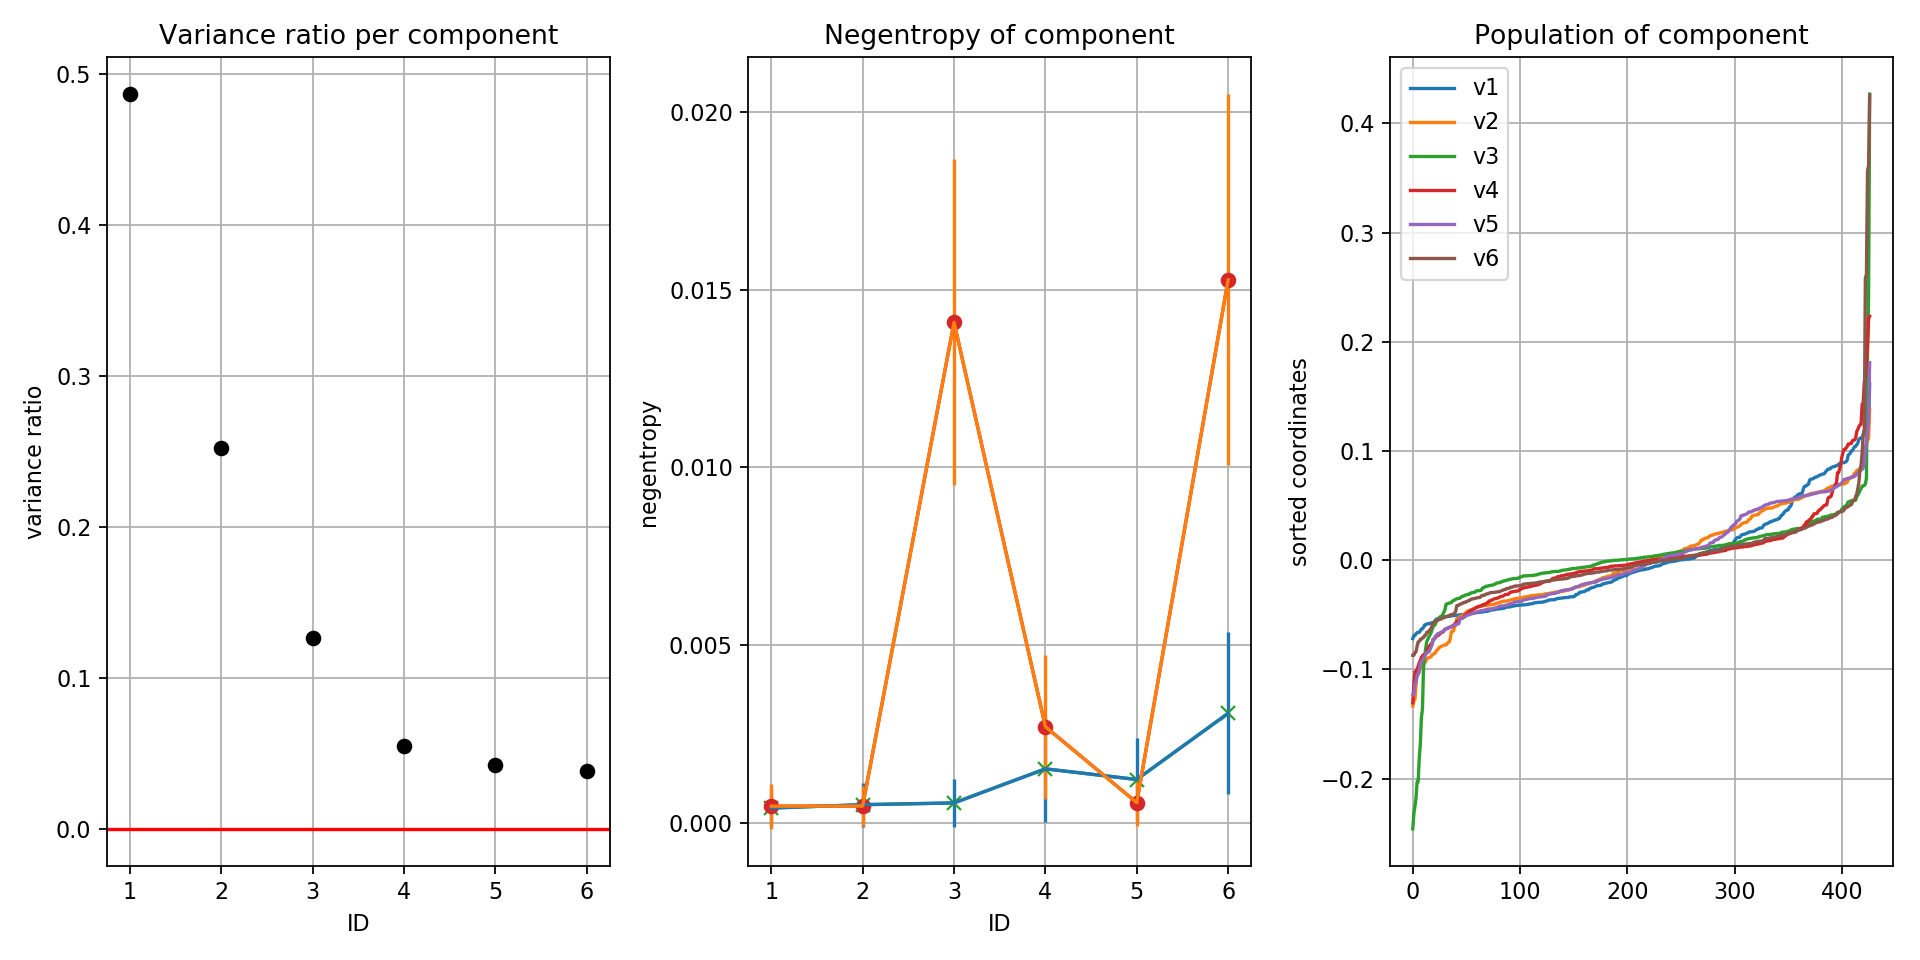 Variance ratio per component
0.5
0.4
0.3
0.2
0.1
0.0
variance ratio
1 2 3 4 5 6
ID
Negentropy of component
0.020
0.015
0.010
0.005
0.000
negentropy
1 2 3 4 5 6
ID
Population of component
v1
v2
v3
v4
v5
v6
0.4
0.3
0.2
0.1
0.0
−0.1
−0.2
sorted coordinates
0 100 200 300 400